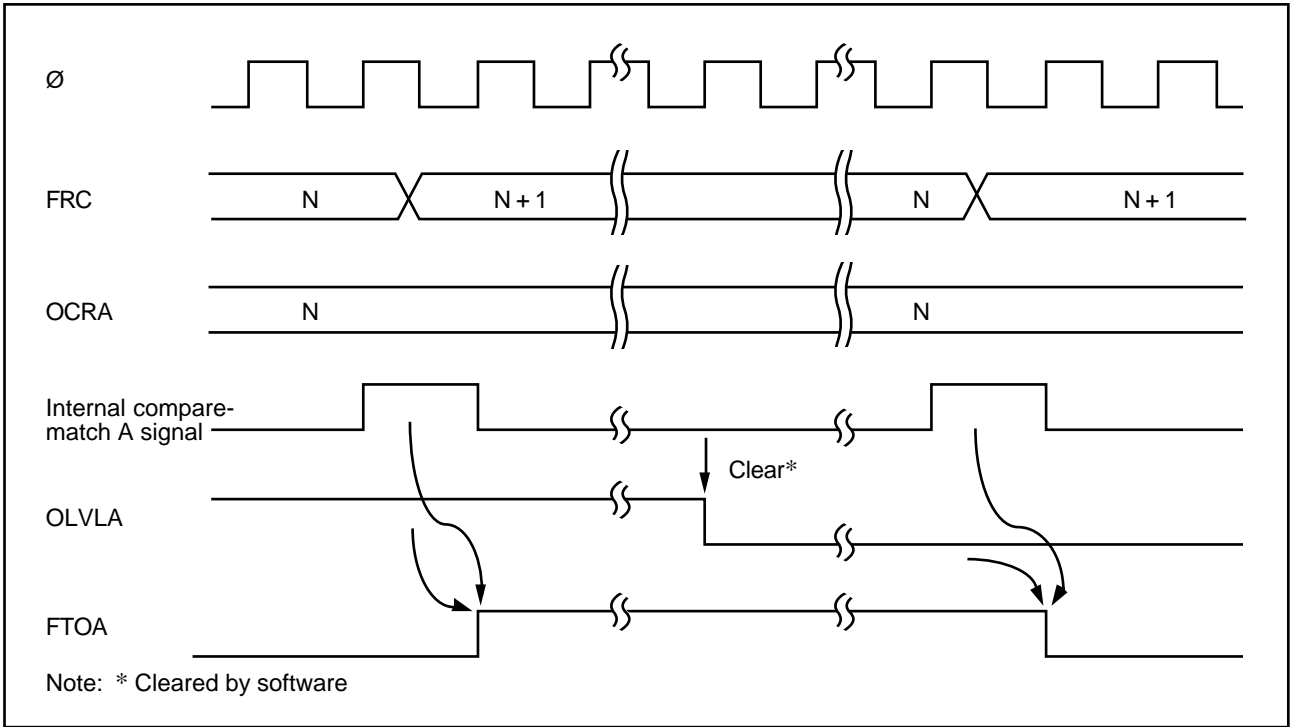 Ø
FRC N N + 1 N N + 1
OCRA N N
Internal compare-
match A signal
Clear*
OLVLA
FTOA
Note: * Cleared by software